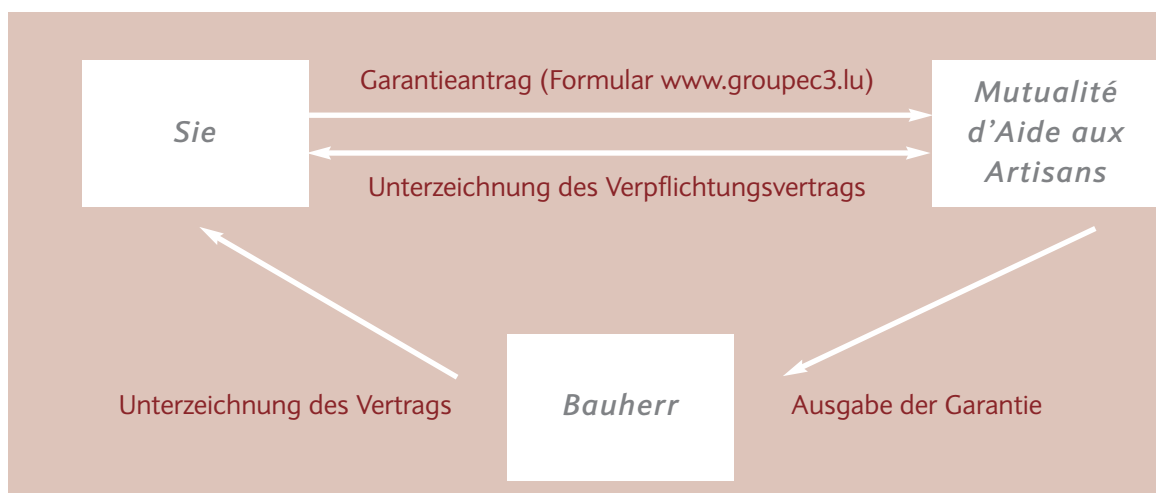 Garantieantrag (Formular www.groupec3.lu)
Sie
Mutualité
d'Aide aux
Artisans
Unterzeichnung des Verpflichtungsvertrags
Unterzeichnung des Vertrags
Bauherr
Ausgabe der Garantie